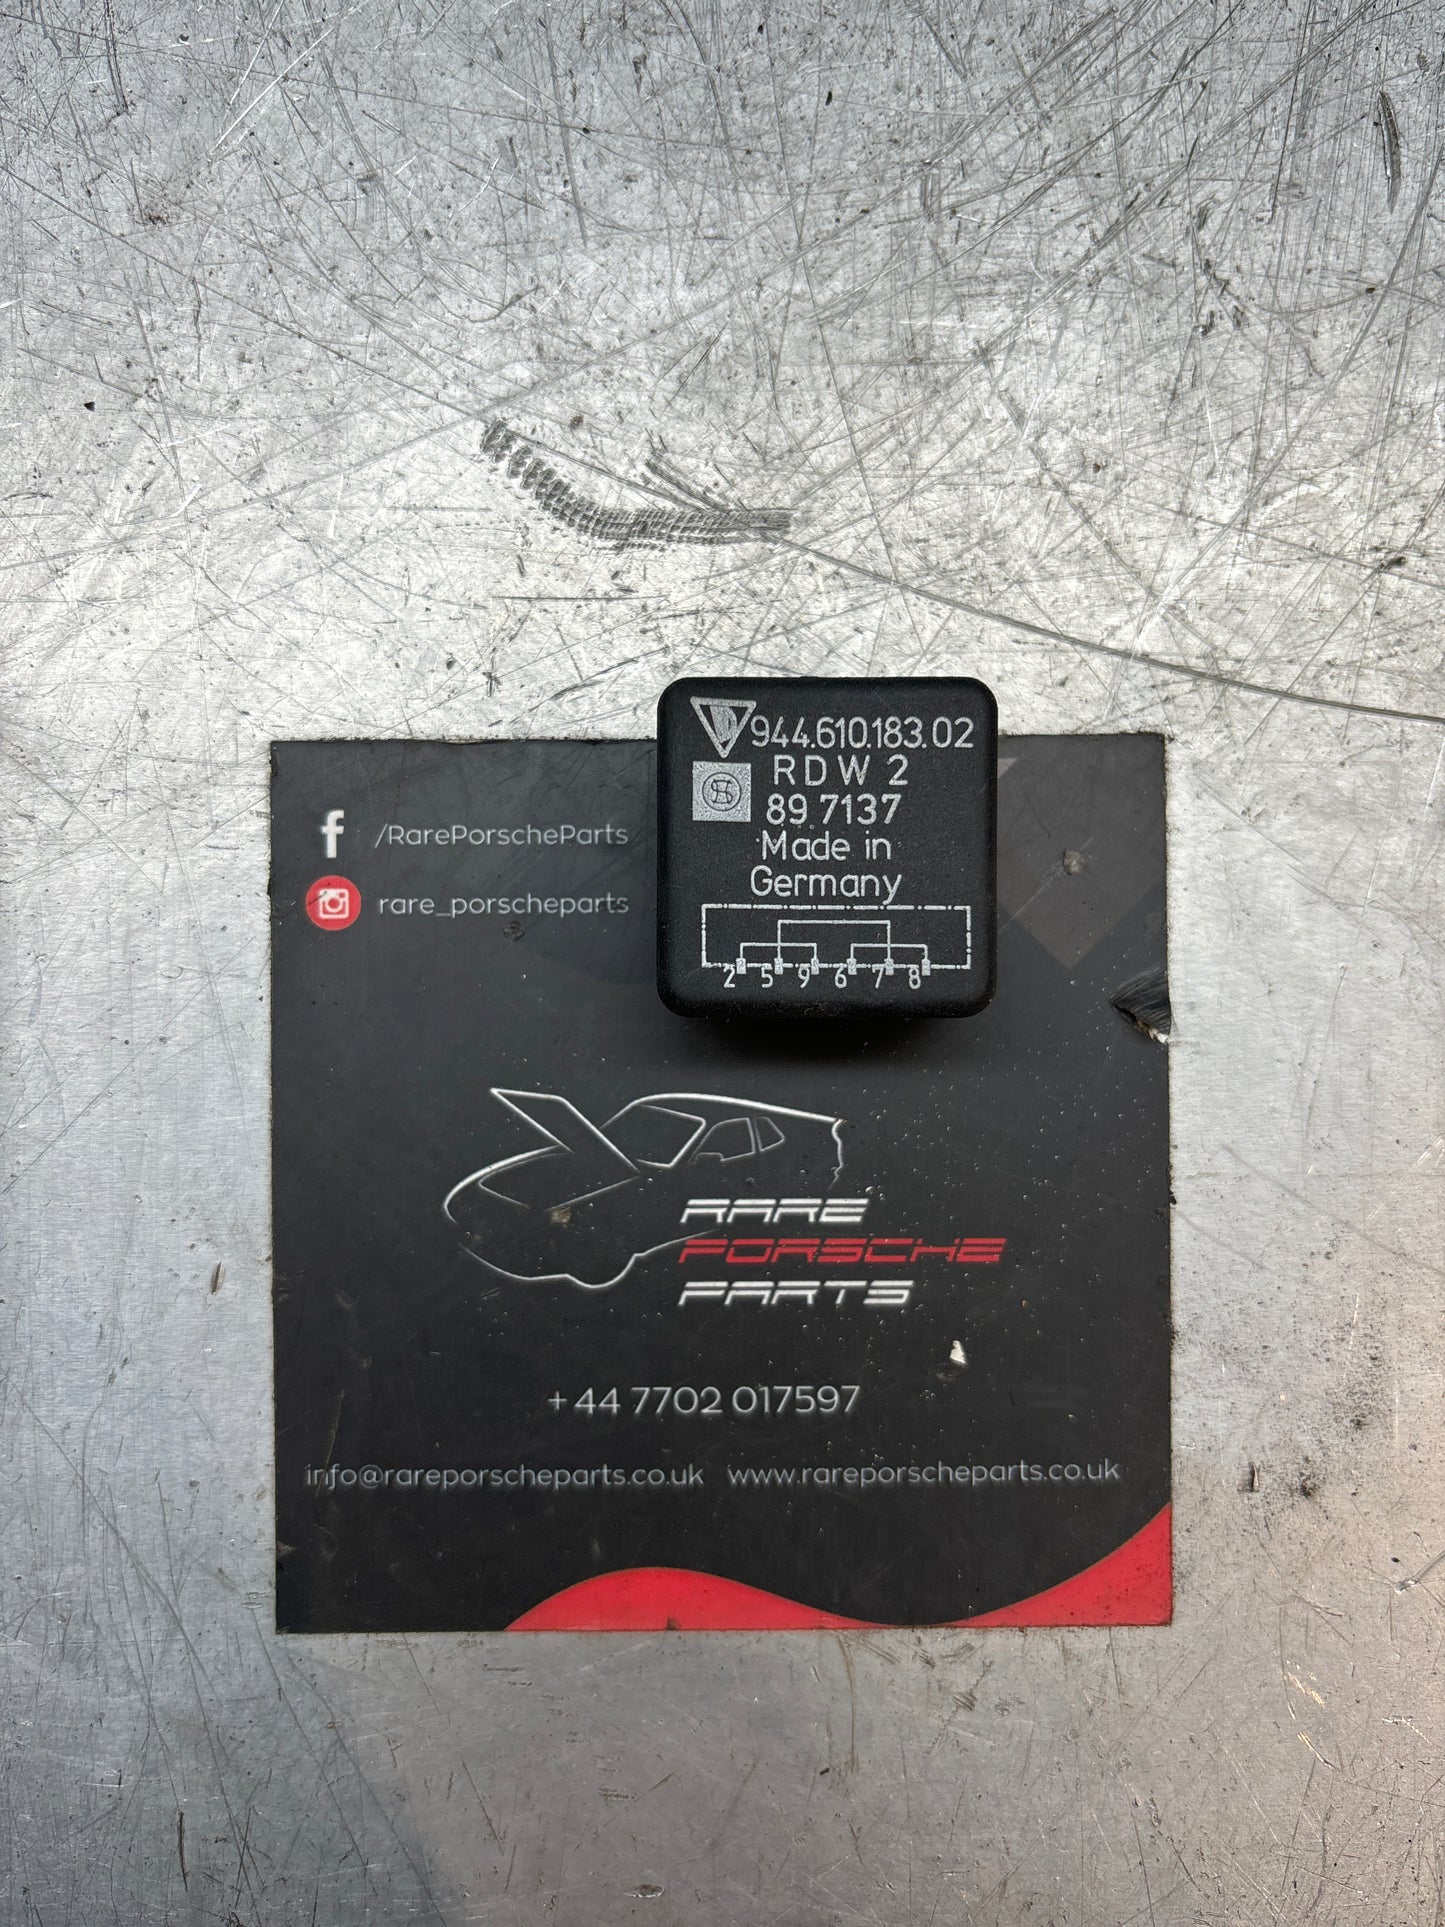 944.610.183.02
RDW 2
89 7137
Made in
Germany
2 5 9 6 7 8
/RarePorscheParts
rare_porscheparts
RARE
PORSCHE
PARTS
+44 7702 017597
info@rareporscheparts.co.uk www.rareporscheparts.co.uk